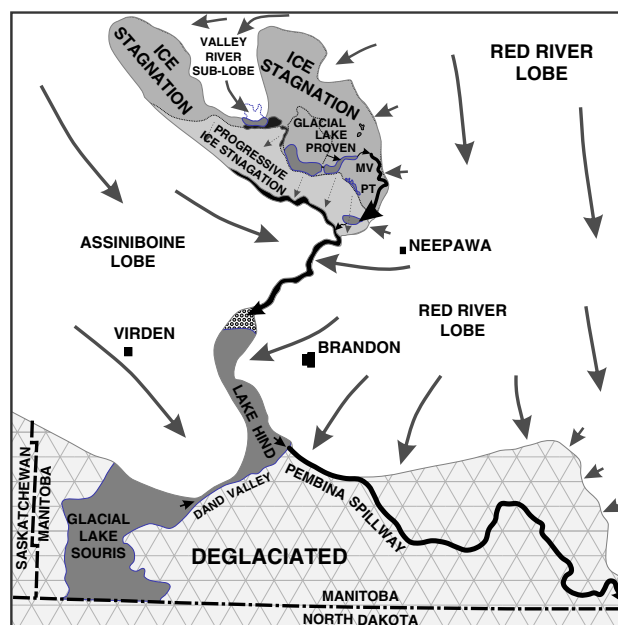 VALLEY
RIVER
SUB-LOBE
ICE
STAGNATION
ICE
STAGNATION
RED RIVER
LOBE
GLACIAL
LAKE
PROVEN
PROGRESSIVE
ICE STNAGATION
MV
PT
ASSINIBOINE
LOBE
NEEPAWA
RED RIVER
LOBE
VIRDEN
BRANDON
LAKE HIND
SASKATCHEWAN
MANITOBA
DAND VALLEY
PEMBINA SPILLWAY
GLACIAL
LAKE
SOURIS
DEGLACIATED
MANITOBA
NORTH DAKOTA